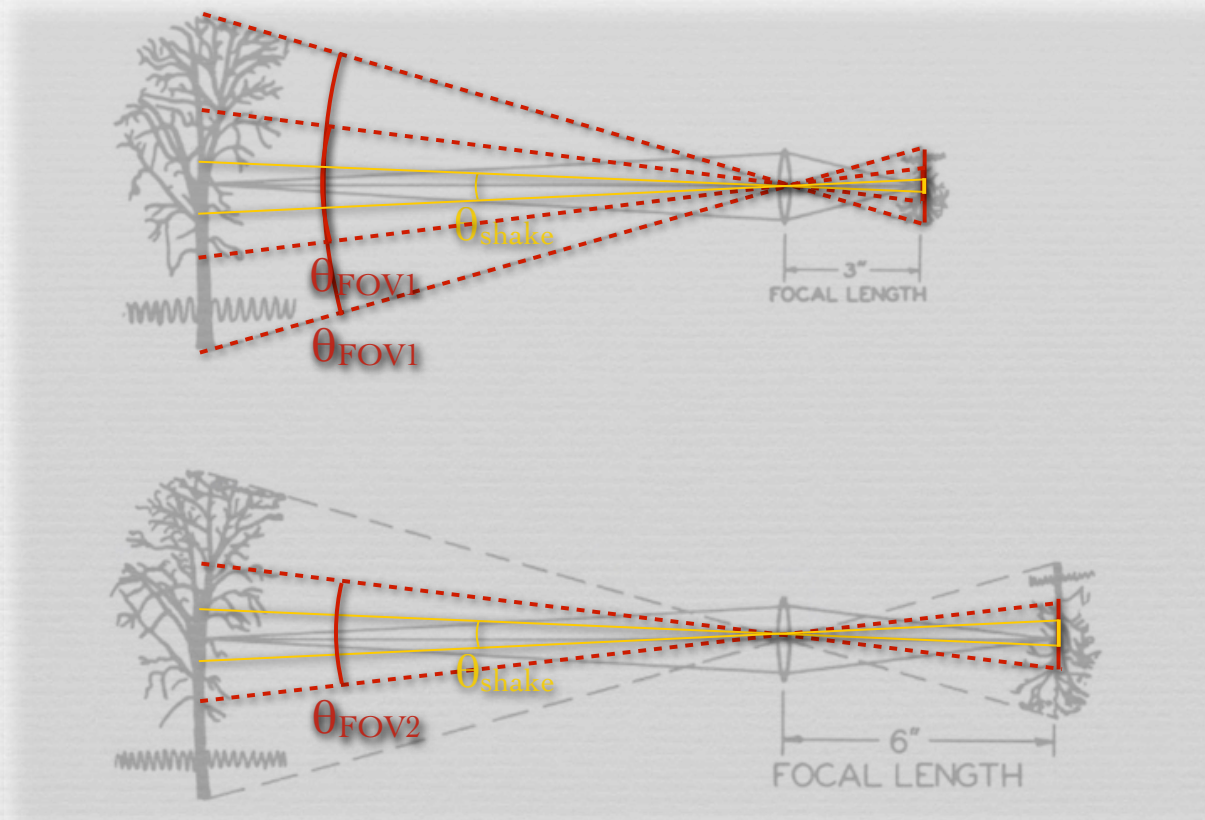 θshake
θFOV1
3"
FOCAL LENGTH
θFOV1
θshake
θFOV2
6"
FOCAL LENGTH